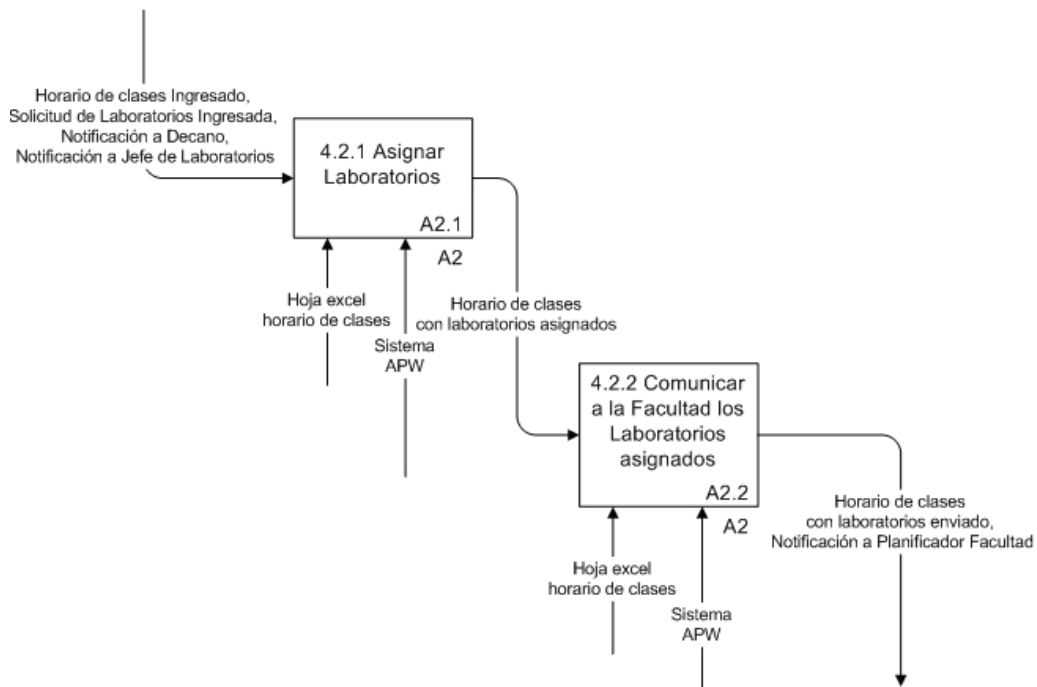 Horario de clases Ingresado,
Solicitud de Laboratorios Ingresada,
Notificación a Decano,
Notificación a Jefe de Laboratorios
4.2.1 Asignar
Laboratorios
A2.1
A2
Hoja excel
horario de clases
Sistema
APW
Horario de clases
con laboratorios asignados
4.2.2 Comunicar
a la Facultad los
Laboratorios
asignados
A2.2
A2
Hoja excel
horario de clases
Sistema
APW
Horario de clases
con laboratorios enviado,
Notificación a Planificador Facultad